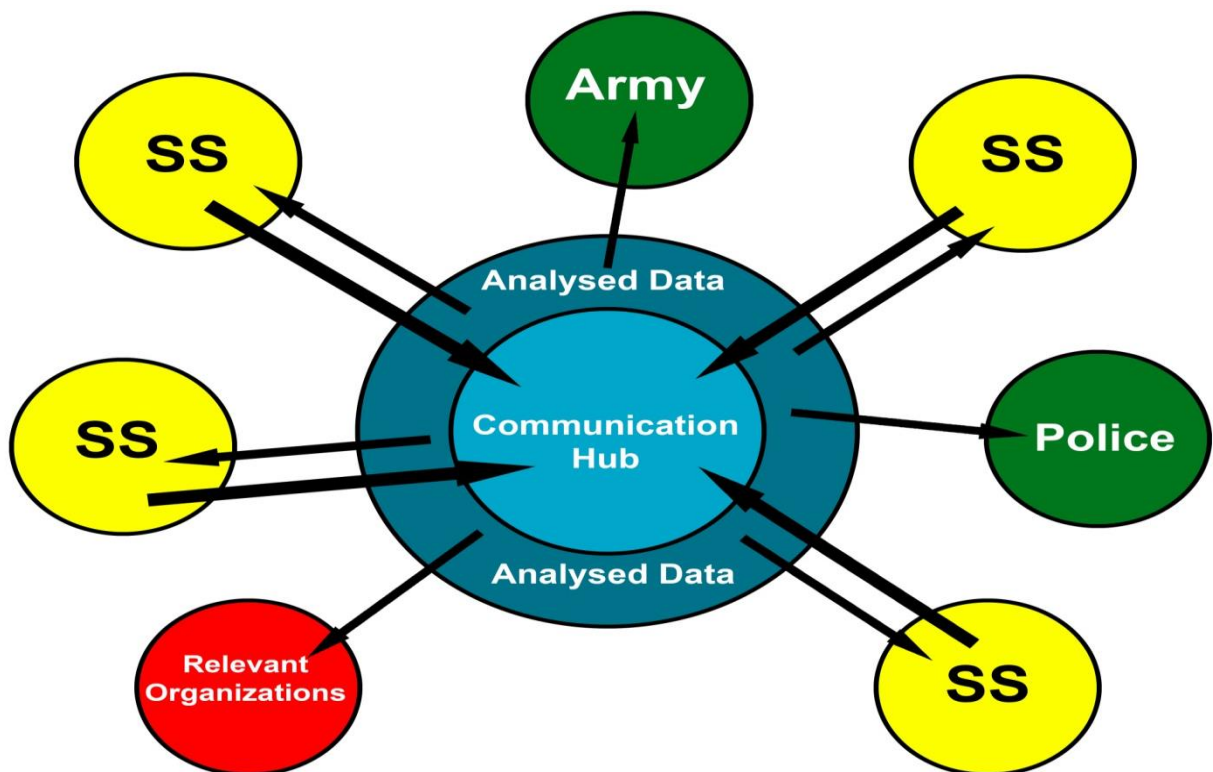 Army
SS
SS
Analysed Data
Communication
Hub
SS
Police
Analysed Data
Relevant
Organizations
SS